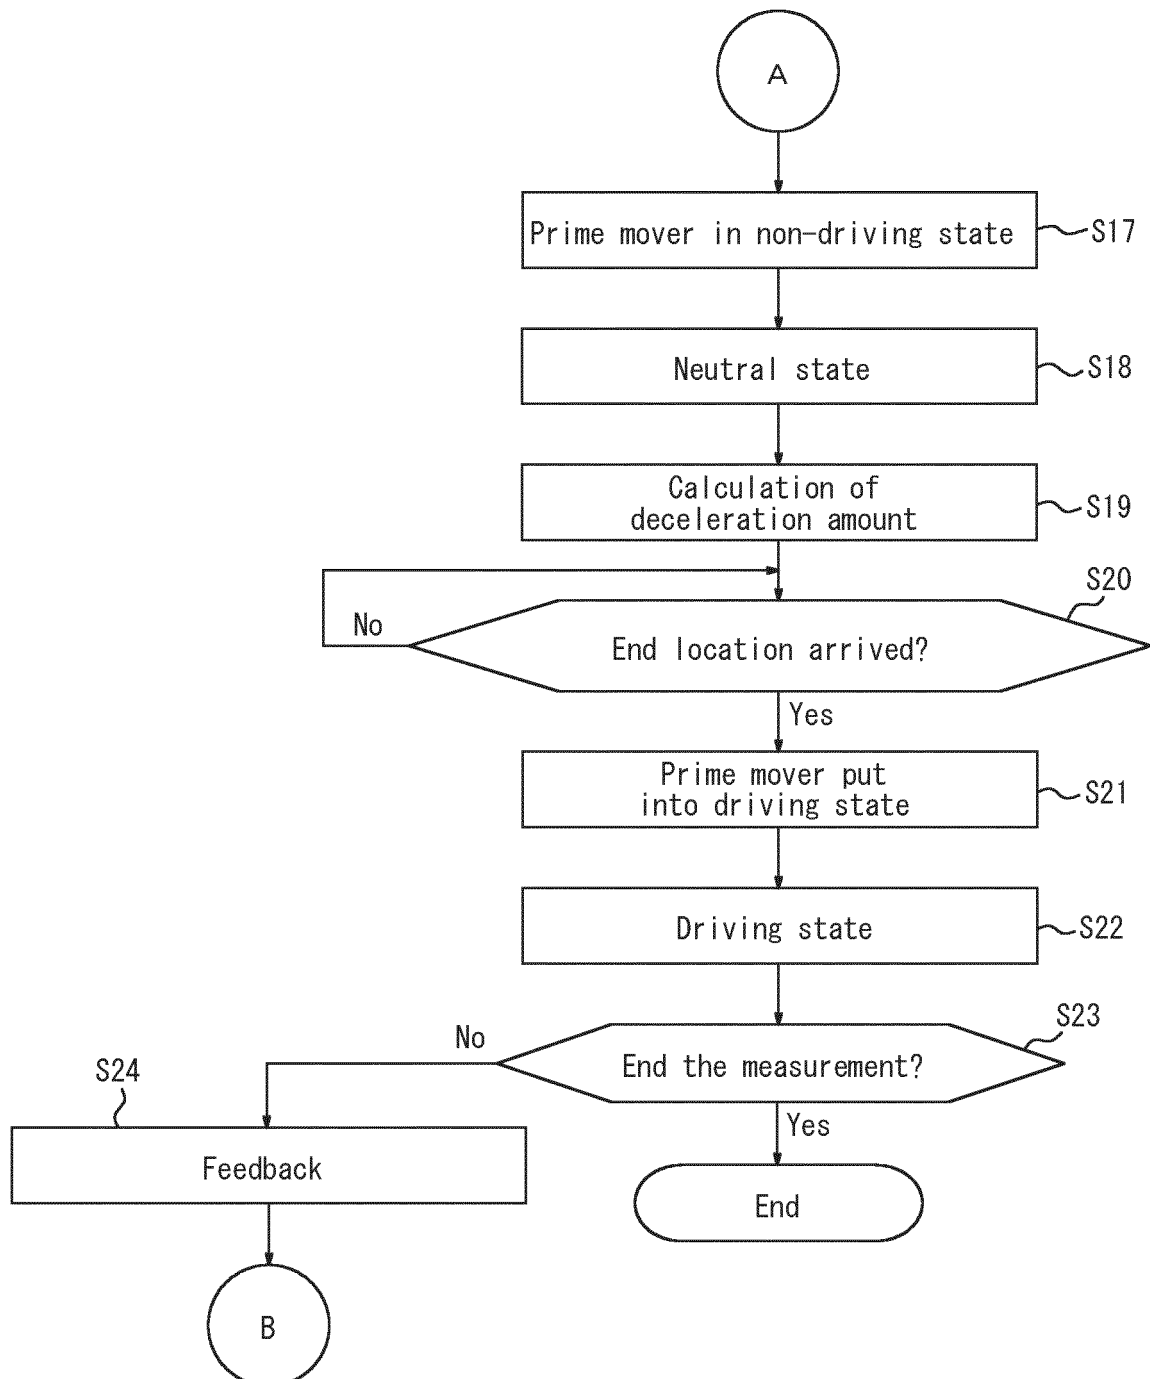 A
Prime mover in non-driving state
S17
Neutral state
S18
Calculation of
deceleration amount
S19
S20
No
End location arrived?
Yes
Prime mover put
into driving state
S21
Driving state
S22
S23
No
End the measurement?
S24
Yes
Feedback
End
B